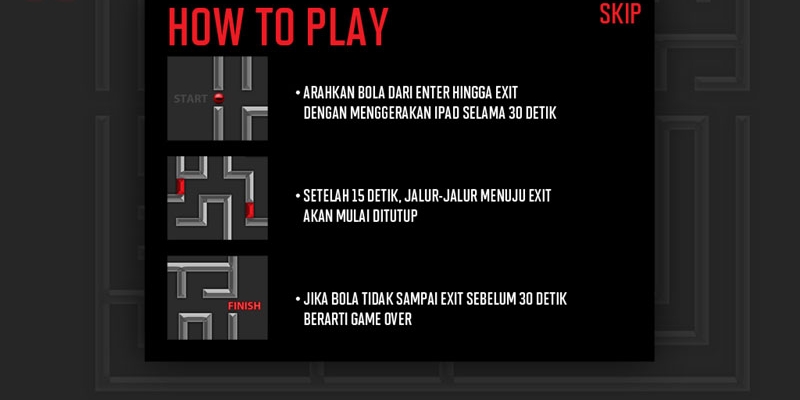 HOW TO PLAY
SKIP
START
• ARAHKAN BOLA DARI ENTER HINGGA EXIT
DENGAN MENGGERAKAN IPAD SELAMA 30 DETIK
• SETELAH 15 DETIK, JALUR-JALUR MENUJU EXIT
AKAN MULAI DITUTUP
FINISH
• JIKA BOLA TIDAK SAMPAI EXIT SEBELUM 30 DETIK
BERARTI GAME OVER